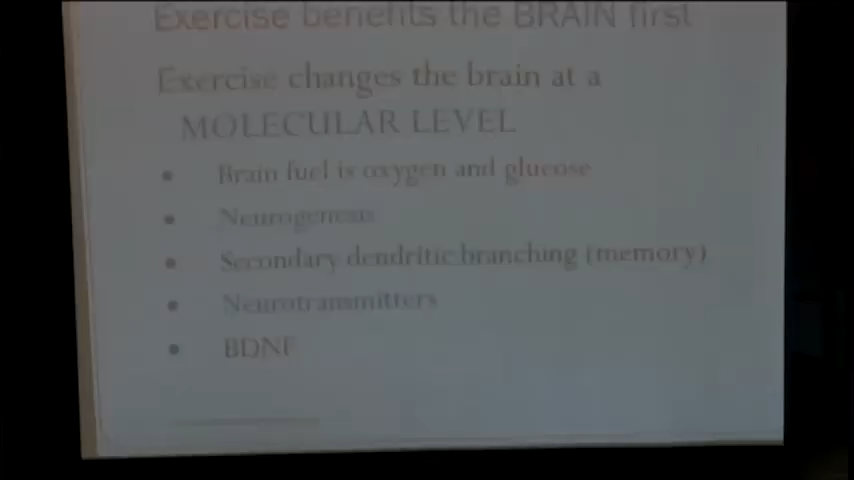 Exercise benefits the BRAIN first
Exercise changes the brain at a
MOLECULAR LEVEL
• Brain fuel is oxygen and glucose
• Neurogenesis
• Secondary dendritic branching (memory)
• Neurotransmitters
• BDNF